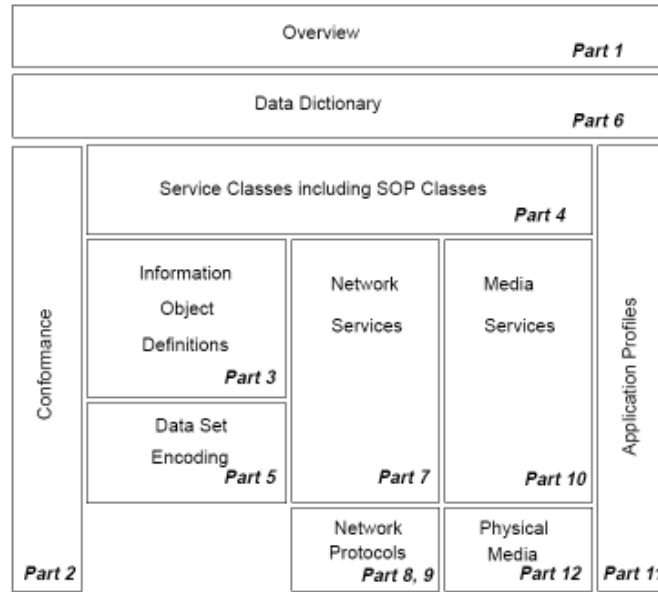 Overview
Part 1
Data Dictionary
Part 6
Service Classes including SOP Classes
Part 4
Conformance
Part 2
Information
Object
Definitions
Part 3
Data Set
Encoding
Part 5
Network
Services
Part 7
Network
Protocols
Part 8, 9
Media
Services
Part 10
Physical
Media
Part 12
Application Profiles
Part 11